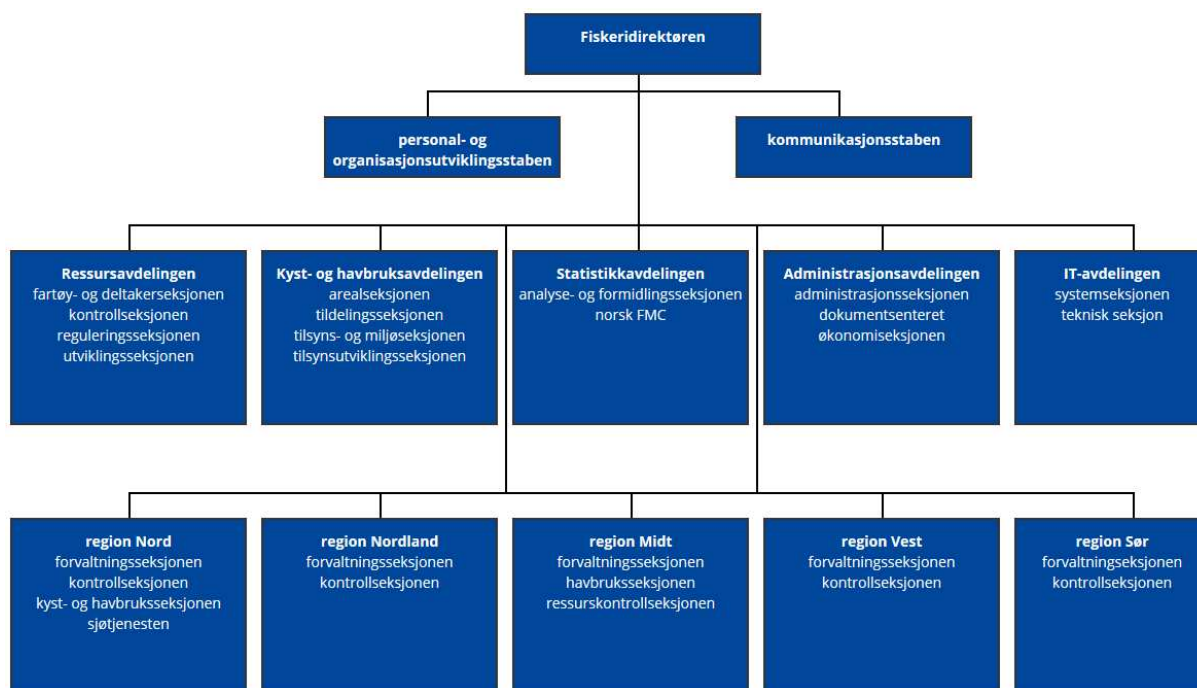 Fiskeridirektøren
personal- og
organisasjonsutviklingsstaben
kommunikasjonsstaben
Ressursavdelingen
fartøy- og deltakerseksjonen
kontrollseksjonen
reguleringsseksjonen
utviklingsseksjonen
Kyst- og havbruksavdelingen
arealseksjonen
tildelingsseksjonen
tilsyns- og miljøseksjonen
tilsynsutviklingsseksjonen
Statistikkavdelingen
analyse- og formidlingsseksjonen
norsk FMC
Administrasjonsavdelingen
administrasjonsseksjonen
dokumentsenteret
økonomiseksjonen
IT-avdelingen
systemseksjonen
teknisk seksjon
region Nord
forvaltningsseksjonen
kontrollseksjonen
kyst- og havbruksseksjonen
sjøtjenesten
region Nordland
forvaltningsseksjonen
kontrollseksjonen
region Midt
forvaltningsseksjonen
havbruksseksjonen
ressurskontrollseksjonen
region Vest
forvaltningsseksjonen
kontrollseksjonen
region Sør
forvaltningseksjonen
kontrollseksjonen